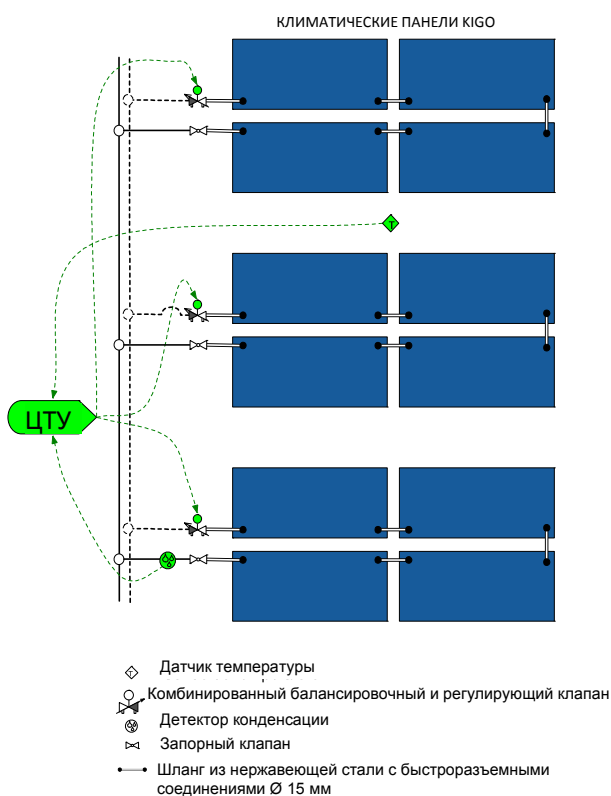 КЛИМАТИЧЕСКИЕ ПАНЕЛИ KIGO
T
ЦТУ
T
Датчик температуры
Комбинированный балансировочный и регулирующий клапан
Детектор конденсации
Запорный клапан
Шланг из нержавеющей стали с быстроразъемными
соединениями Ø 15 мм